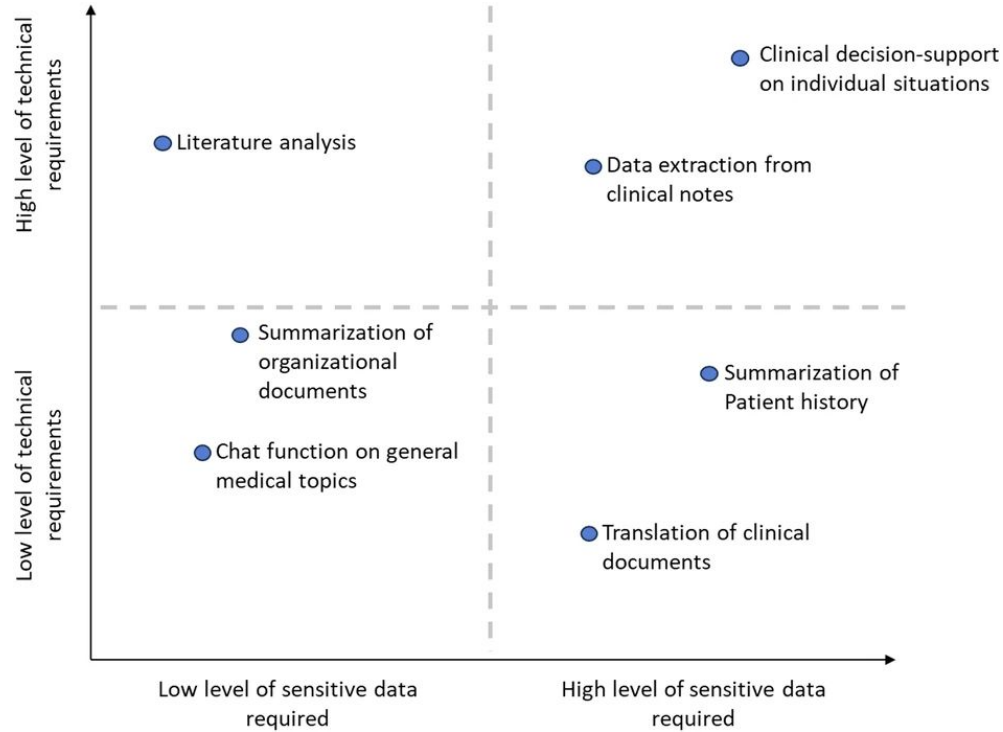 High level of technical
requirements
Low level of technical
requirements
Clinical decision-support
on individual situations
Literature analysis
Data extraction from
clinical notes
Summarization of
organizational
documents
Summarization of
Patient history
Chat function on general
medical topics
Translation of clinical
documents
Low level of sensitive data
required
High level of sensitive data
required